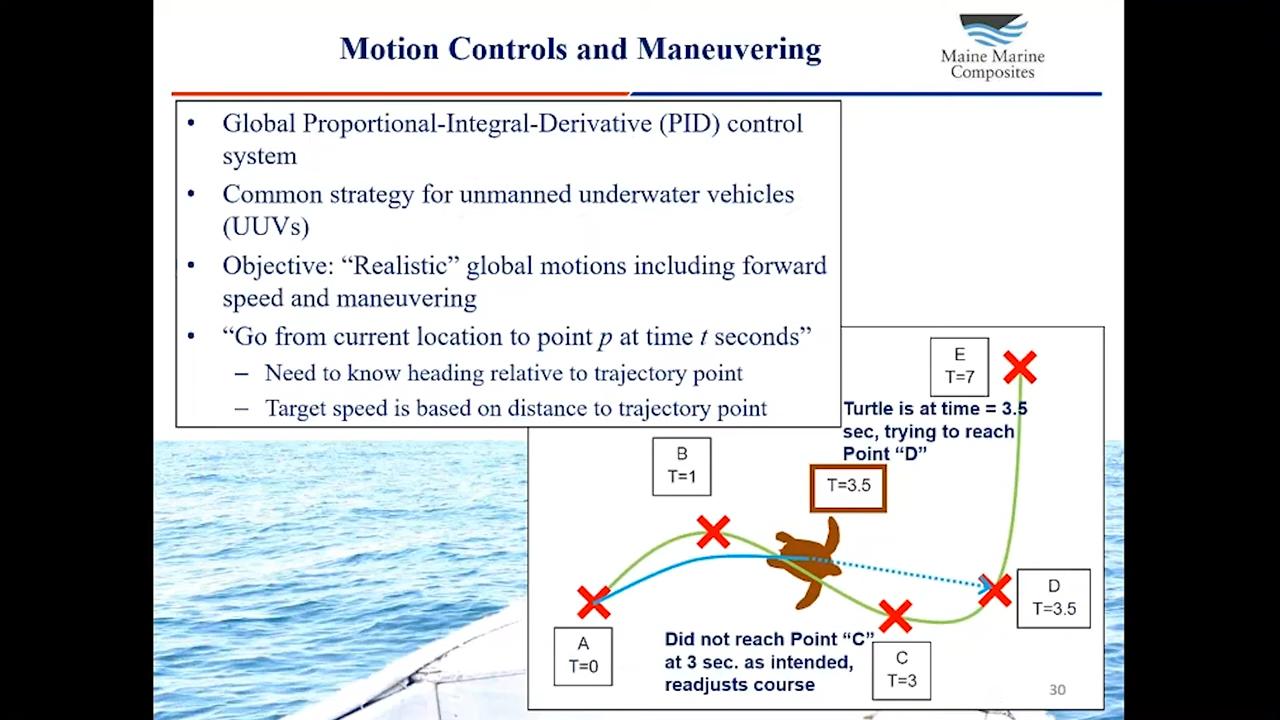 Motion Controls and Maneuvering
Maine Marine
Composites
• Global Proportional-Integral-Derivative (PID) control
system
• Common strategy for unmanned underwater vehicles
(UUVs)
• Objective: “Realistic” global motions including forward
speed and maneuvering
• “Go from current location to point p at time t seconds”
– Need to know heading relative to trajectory point
– Target speed is based on distance to trajectory point
E
T=7
Turtle is at time = 3.5
sec, trying to reach
Point “D”
B
T=1
T=3.5
D
T=3.5
A
T=0
Did not reach Point “C”
at 3 sec. as intended,
readjusts course
C
T=3
30